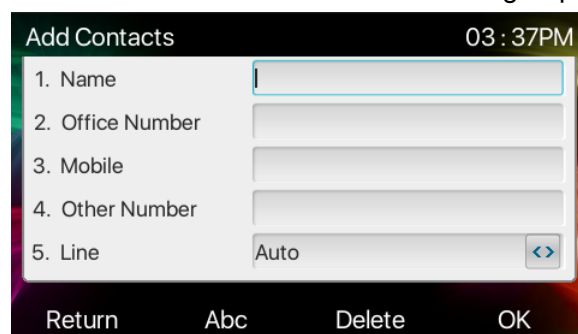 Add Contacts 03 : 37PM
1. Name
2. Office Number
3. Mobile
4. Other Number
5. Line Auto <>
Return Abc Delete OK